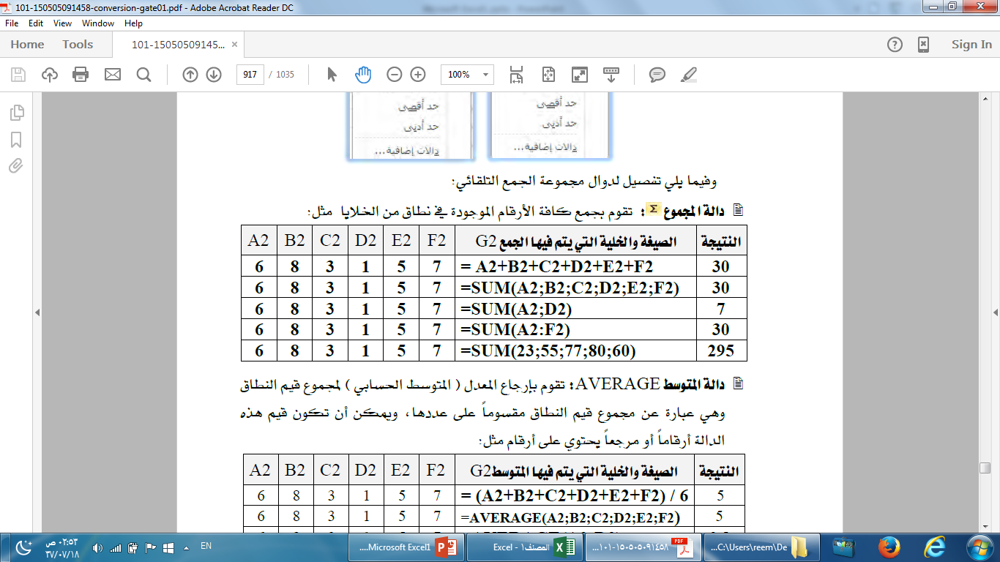 101-150505091458-conversion-gate01.pdf - Adobe Acrobat Reader DC
File Edit View Window Help
Home Tools 101-15050509145... × Sign In
917 / 1035 100%
حد أقصى حد أقصى
حد أدنى حد أدنى
دالات إضافية... دالات إضافية...
وفيما يلي تفصيل لدوال مجموعة الجمع التلقائي:
دالة المجموع Σ : تقوم بجمع كافة الأرقام الموجودة في نطاق من الخلايا مثل:
A2 B2 C2 D2 E2 F2 الصيغة والخلية التي يتم فيها الجمع G2 النتيجة
6 8 3 1 5 7 = A2+B2+C2+D2+E2+F2 30
6 8 3 1 5 7 =SUM(A2;B2;C2;D2;E2;F2) 30
6 8 3 1 5 7 =SUM(A2;D2) 7
6 8 3 1 5 7 =SUM(A2:F2) 30
6 8 3 1 5 7 =SUM(23;55;77;80;60) 295
دالة المتوسط AVERAGE: تقوم بإرجاع المعدل ( المتوسط الحسابي ) لمجموع قيم النطاق
وهي عبارة عن مجموع قيم النطاق مقسوماً على عددها، ويمكن أن تكون قيم هذه
الدالة أرقاماً أو مرجعاً يحتوي على أرقام مثل:
A2 B2 C2 D2 E2 F2 الصيغة والخلية التي يتم فيها المتوسط G2 النتيجة
6 8 3 1 5 7 = (A2+B2+C2+D2+E2+F2) / 6 5
6 8 3 1 5 7 =AVERAGE(A2;B2;C2;D2;E2;F2) 5
٠٢:٥٣ ص
٣٧/٠٧/١٨
EN
...Microsoft Excel1
المصنف١ - Excel
...١٠١-١٥٠٥٠٥٠٩١٤٥٨
...C:\Users\reem\De